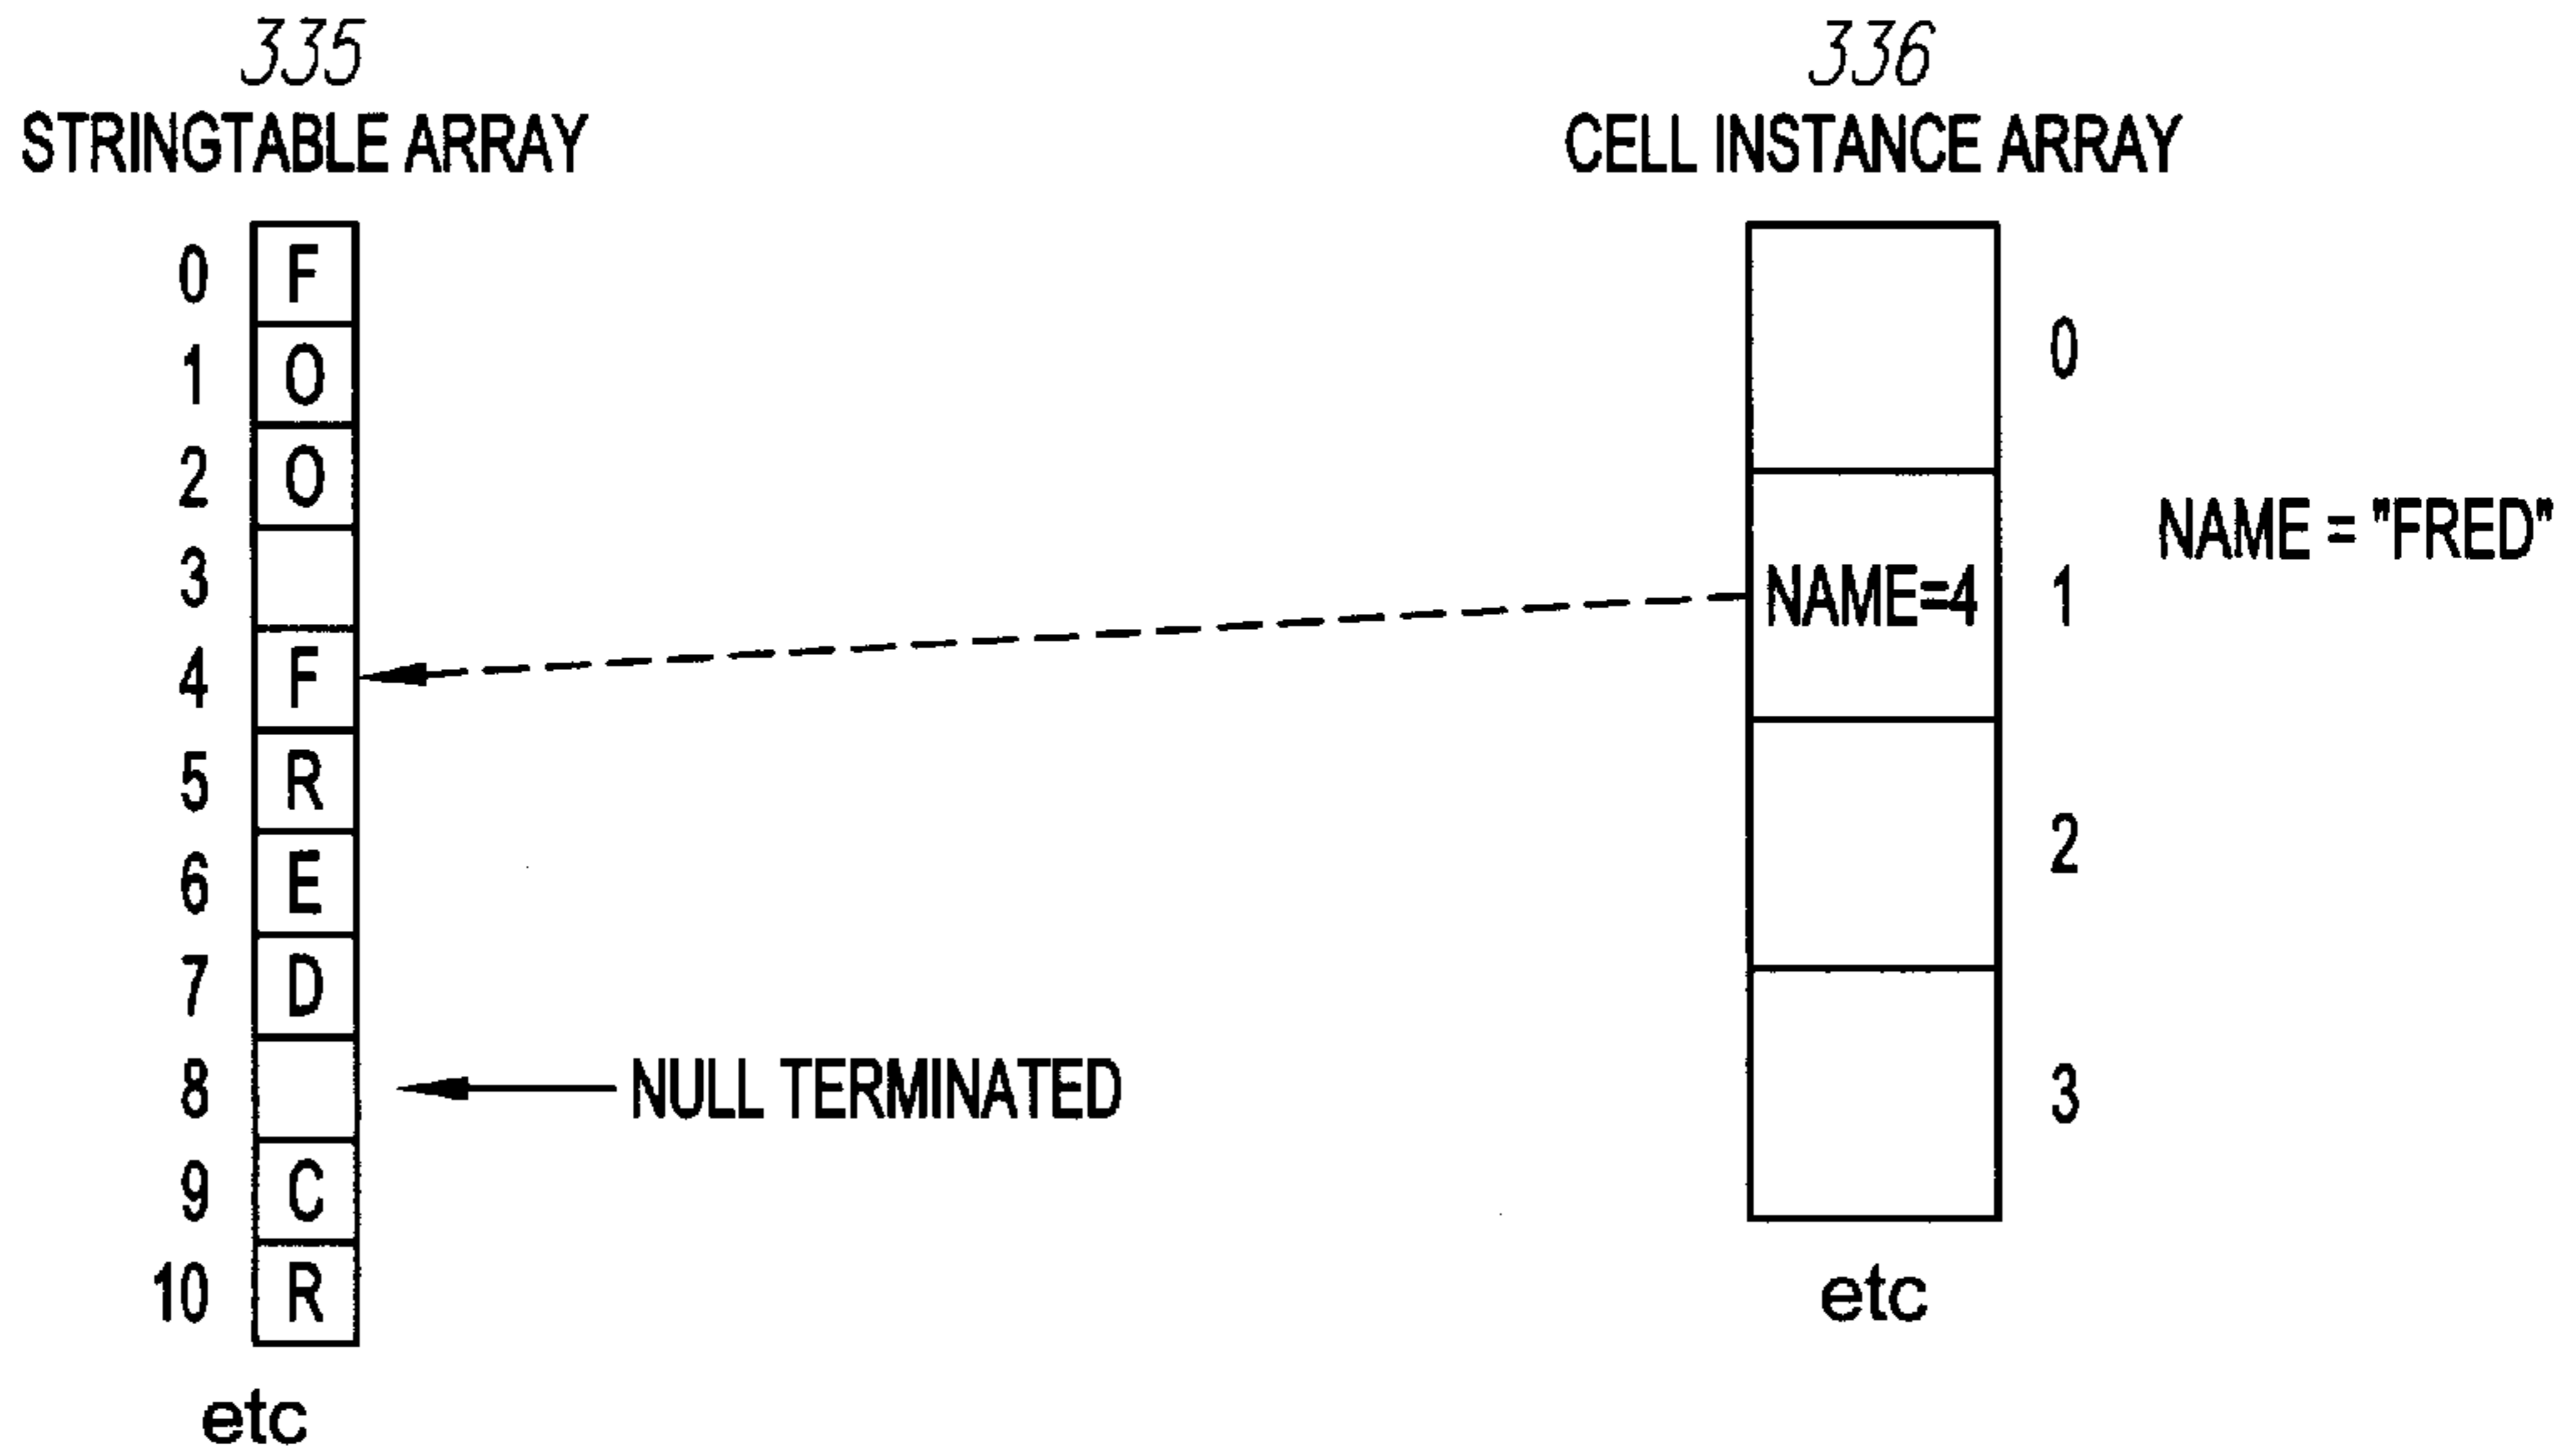 335
STRINGTABLE ARRAY
0 F
1 O
2 O
3
4 F
5 R
6 E
7 D
8
NULL TERMINATED
9 C
10 R
etc
336
CELL INSTANCE ARRAY
0
NAME=4 1
NAME = "FRED"
2
3
etc